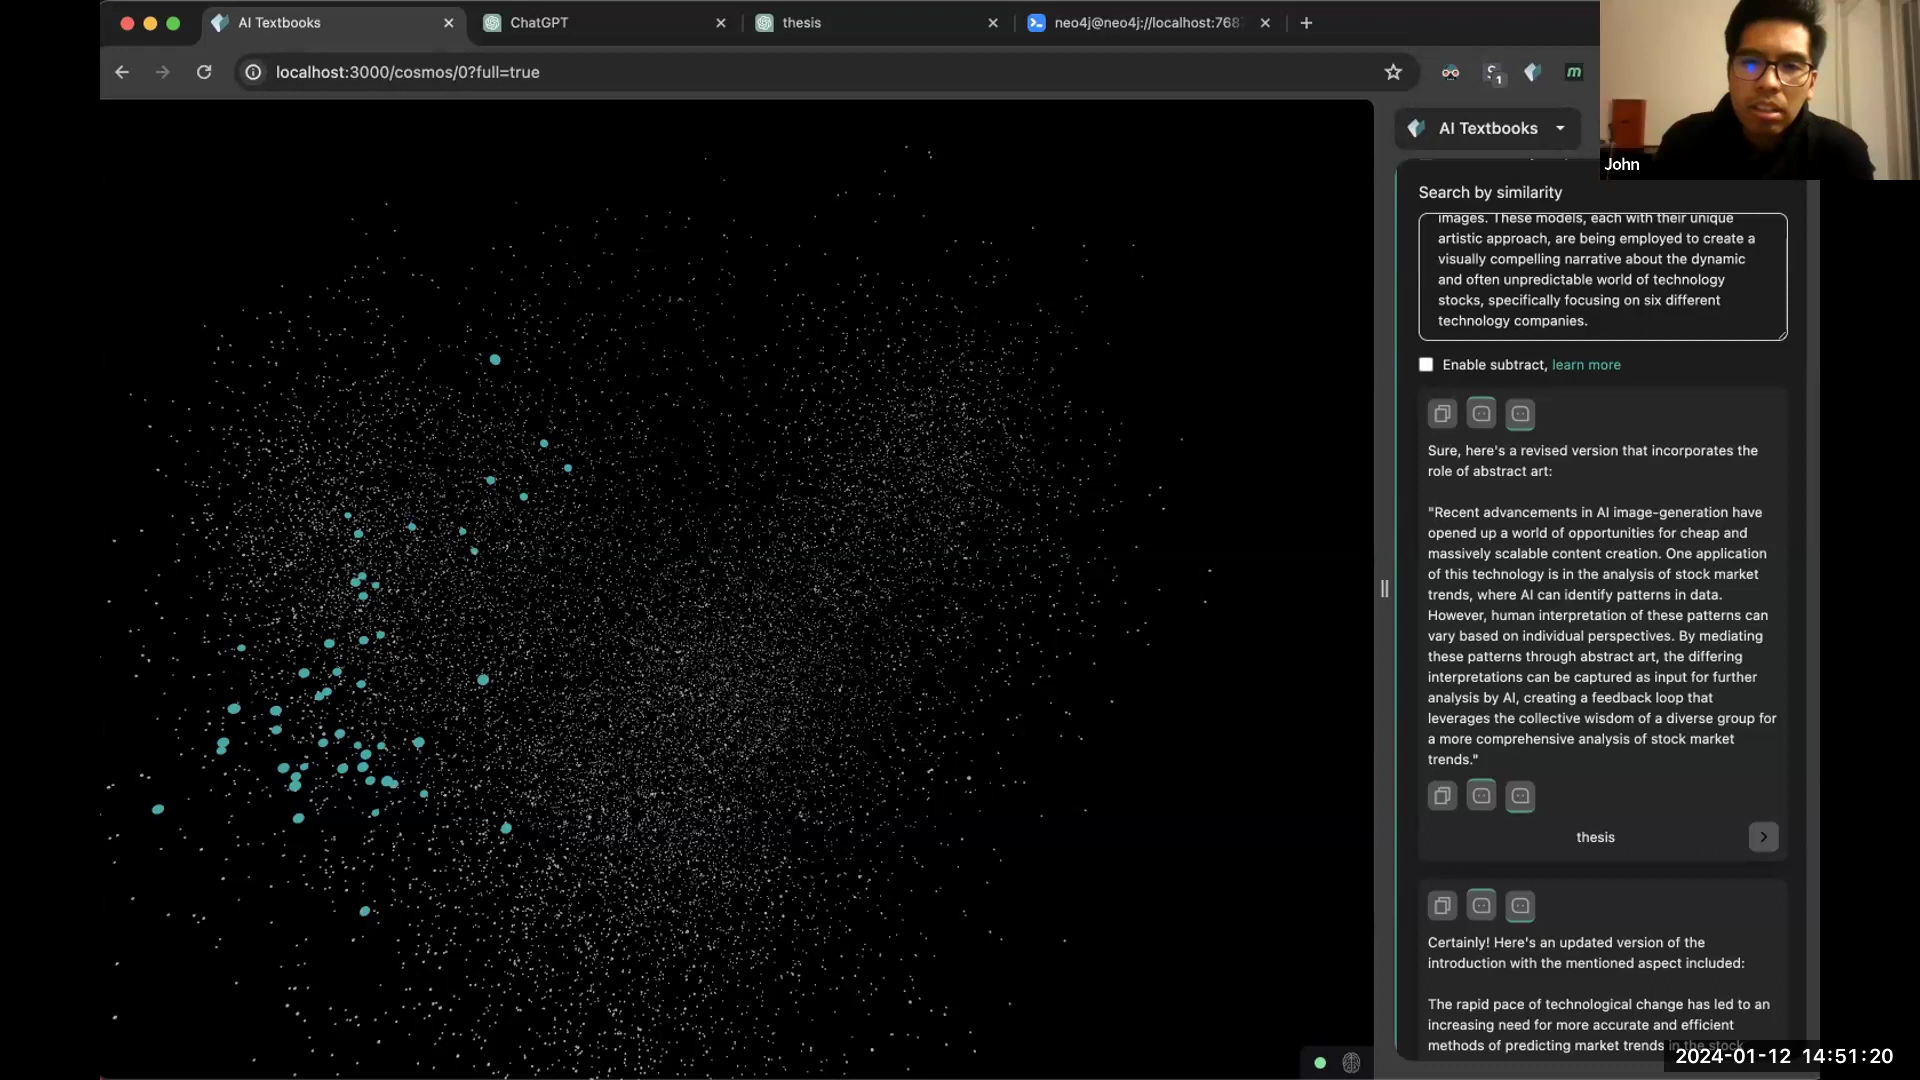 AI Textbooks
ChatGPT
thesis
neo4j@neo4j://localhost:768
localhost:3000/cosmos/0?full=true
1
m
John
AI Textbooks
Search by similarity
images. These models, each with their unique
artistic approach, are being employed to create a
visually compelling narrative about the dynamic
and often unpredictable world of technology
stocks, specifically focusing on six different
technology companies.
Enable subtract, learn more
Sure, here's a revised version that incorporates the
role of abstract art:
"Recent advancements in AI image-generation have
opened up a world of opportunities for cheap and
massively scalable content creation. One application
of this technology is in the analysis of stock market
trends, where AI can identify patterns in data.
However, human interpretation of these patterns can
vary based on individual perspectives. By mediating
these patterns through abstract art, the differing
interpretations can be captured as input for further
analysis by AI, creating a feedback loop that
leverages the collective wisdom of a diverse group for
a more comprehensive analysis of stock market
trends."
thesis
Certainly! Here's an updated version of the
introduction with the mentioned aspect included:
The rapid pace of technological change has led to an
increasing need for more accurate and efficient
methods of predicting market trends in the stock
2024-01-12 14:51:20